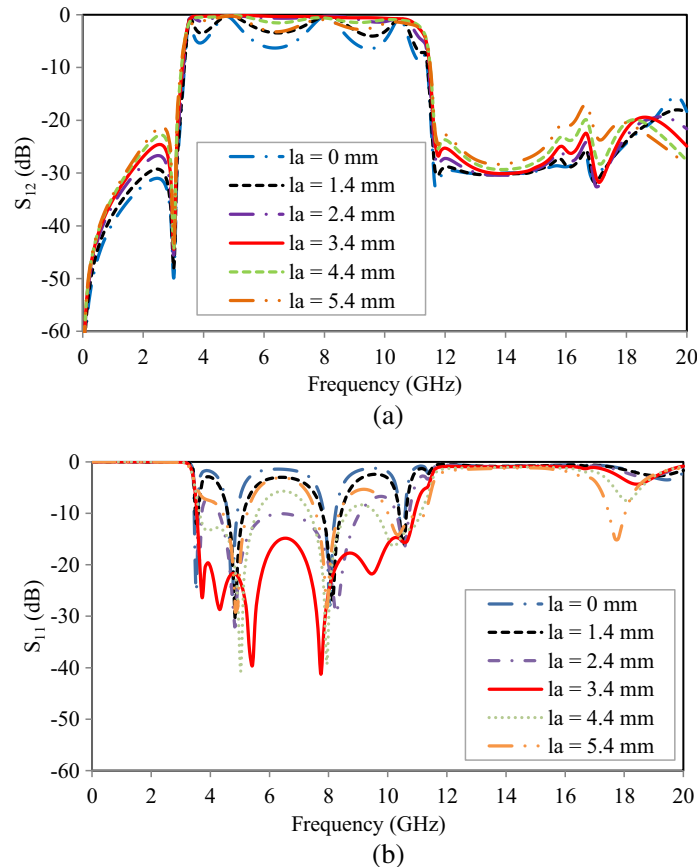 0
-10
-20
-30
-40
-50
-60
S12 (dB)
la = 0 mm
la = 1.4 mm
la = 2.4 mm
la = 3.4 mm
la = 4.4 mm
la = 5.4 mm
0 2 4 6 8 10 12 14 16 18 20
Frequency (GHz)
(a)
0
-10
-20
-30
-40
-50
-60
S11 (dB)
la = 0 mm
la = 1.4 mm
la = 2.4 mm
la = 3.4 mm
la = 4.4 mm
la = 5.4 mm
0 2 4 6 8 10 12 14 16 18 20
Frequency (GHz)
(b)